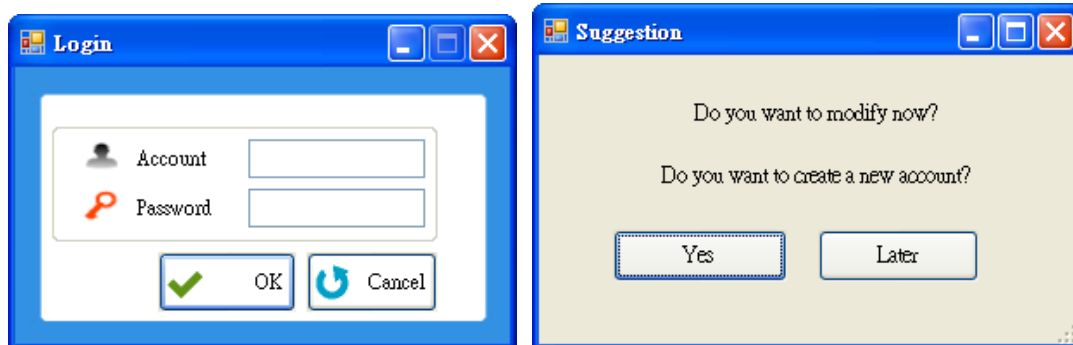 Login
Account
Password
OK
Cancel
Suggestion
Do you want to modify now?
Do you want to create a new account?
Yes
Later